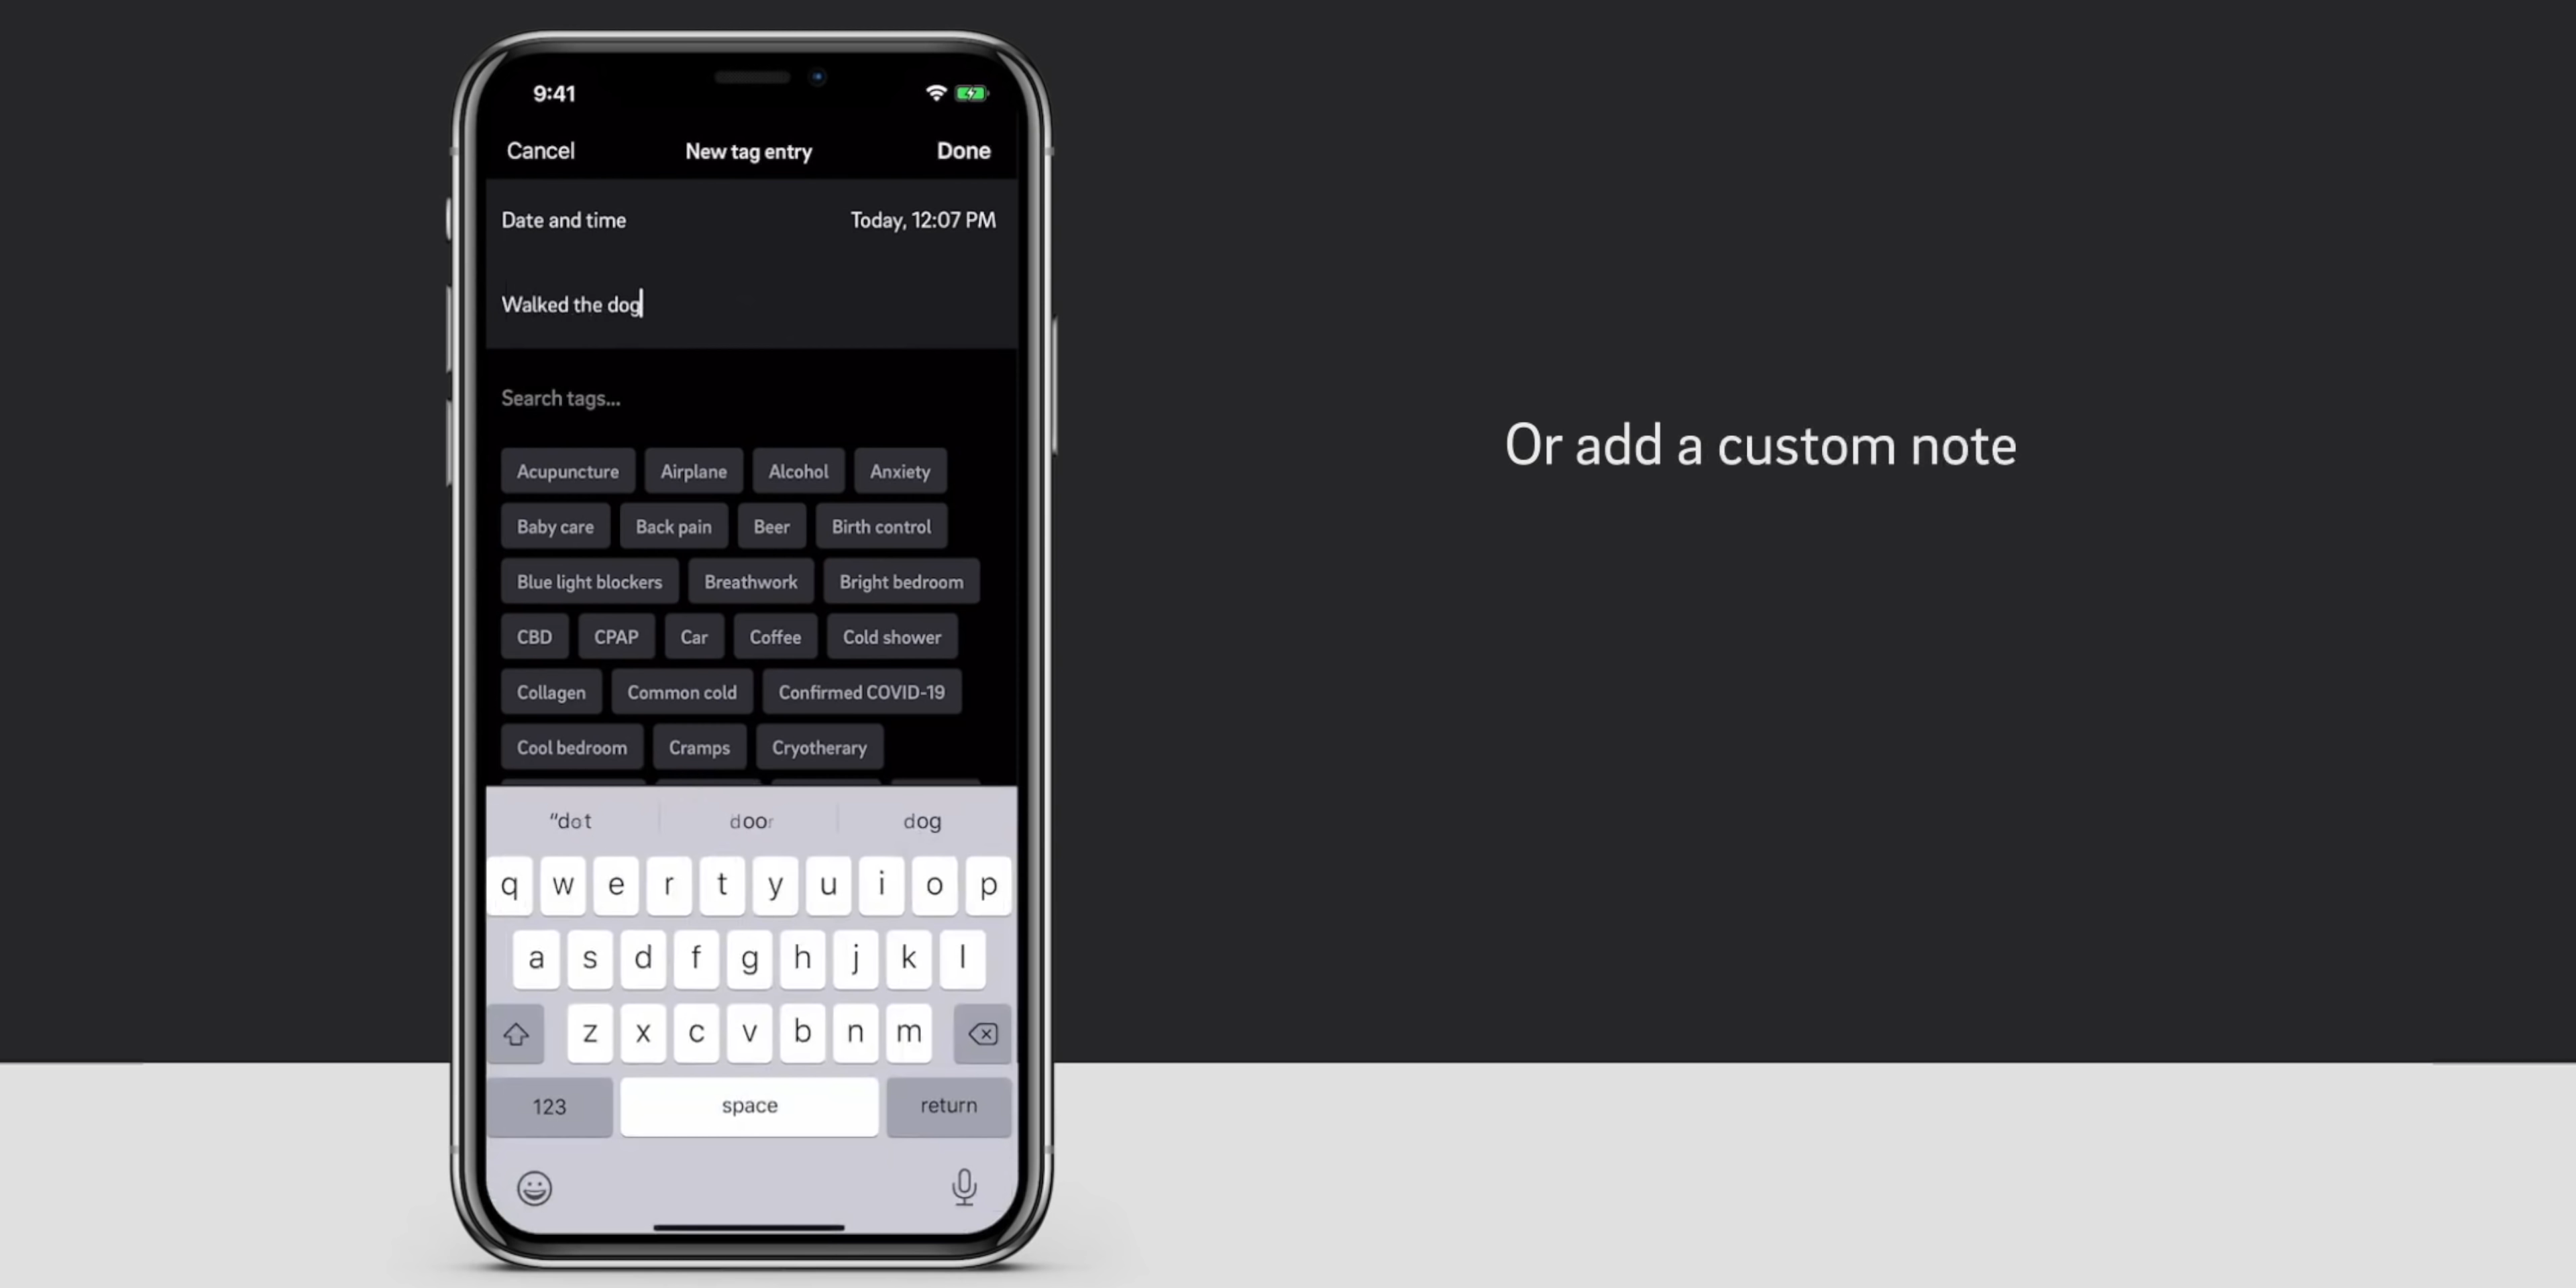 9:41
Cancel New tag entry Done
Date and time Today, 12:07 PM
Walked the dog
Or add a custom note
Search tags...
Acupuncture Airplane Alcohol Anxiety
Baby care Back pain Beer Birth control
Blue light blockers Breathwork Bright bedroom
CBD CPAP Car Coffee Cold shower
Collagen Common cold Confirmed COVID-19
Cool bedroom Cramps Cryotherary
door dog
q w e r t y u i o p
a s d f g h j k l
z x c v b n m
123 space return